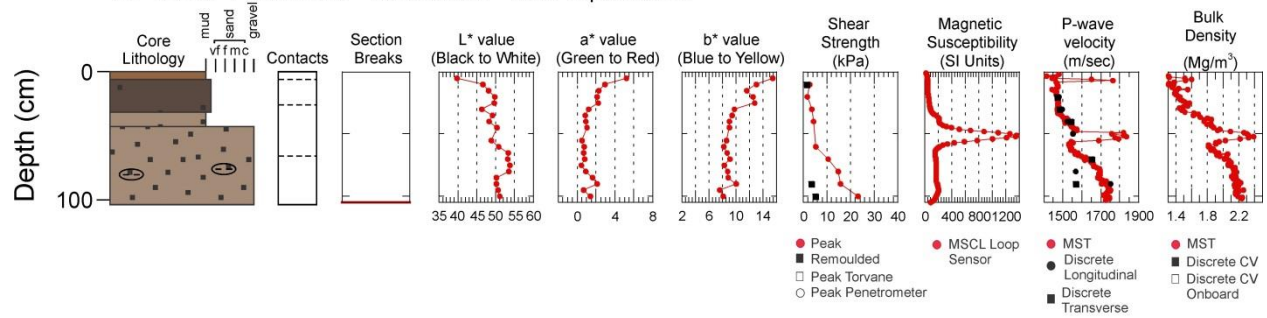 mud
vf f m c
sand
gravel
Core
Lithology
Contacts
Section
Breaks
L* value
(Black to White)
a* value
(Green to Red)
b* value
(Blue to Yellow)
Shear
Strength
(kPa)
Magnetic
Susceptibility
(SI Units)
P-wave
velocity
(m/sec)
Bulk
Density
(Mg/m³)
Depth (cm)
0
100
35 40 45 50 55 60
0 4 8
2 6 10 14
0 10 20 30 40
0 400 800 1200
1500 1700 1900
1.4 1.8 2.2
Peak
Remoulded
Peak Torvane
Peak Penetrometer
MSCL Loop
Sensor
MST
Discrete
Longitudinal
Discrete
Transverse
MST
Discrete CV
Discrete CV
Onboard